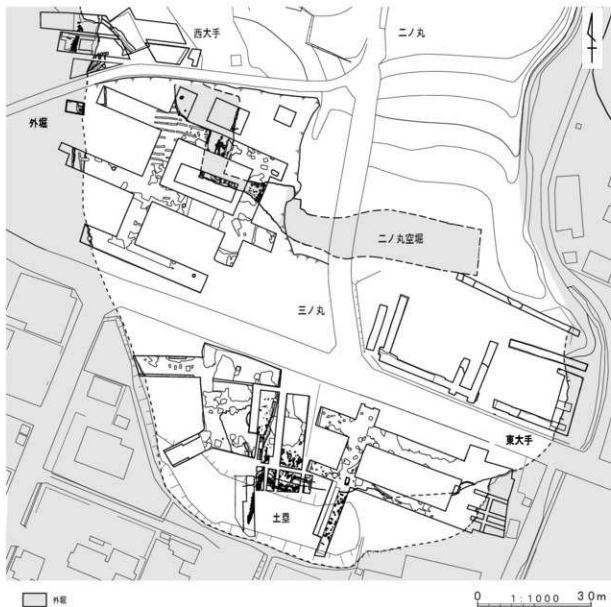 西大手
二ノ丸
外堀
二ノ丸空堀
三ノ丸
東大手
土塁
外堀
0 1:1000 30m